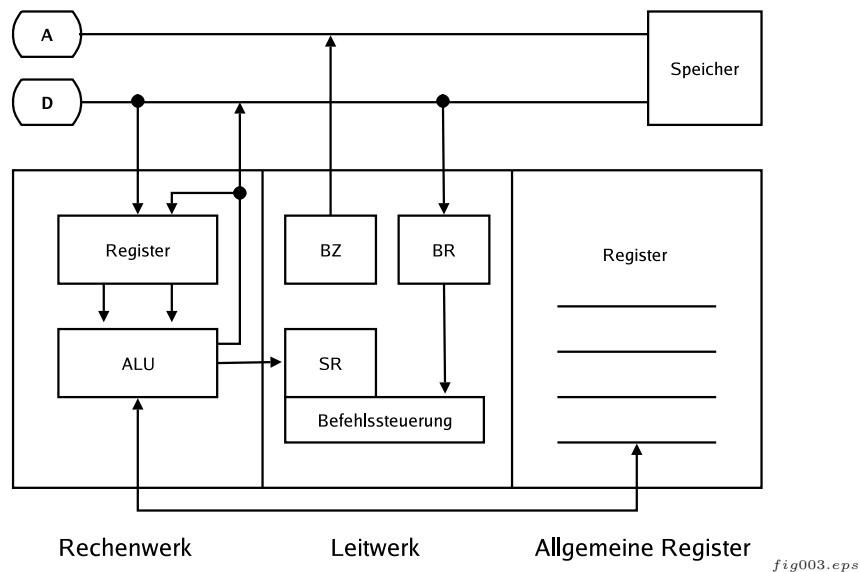 A
Speicher
D
Register
BZ
BR
Register
ALU
SR
Befehlssteuerung
Rechenwerk
Leitwerk
Allgemeine Register
fig003.eps